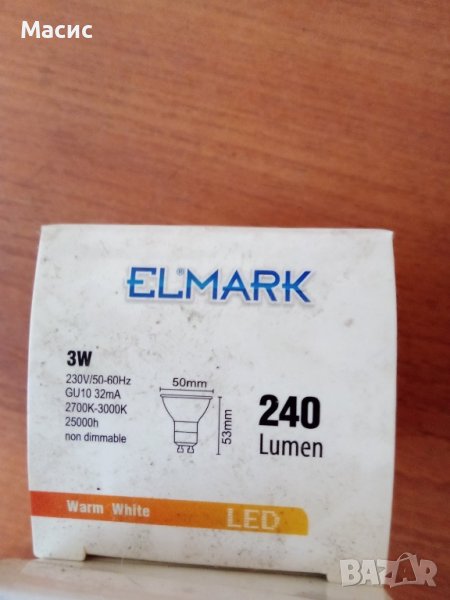 Масис
ELMARK
3W
230V/50-60Hz
GU10 32mA
2700K-3000K
25000h
non dimmable
50mm
53mm
240
Lumen
Warm White
LED
BAZAR